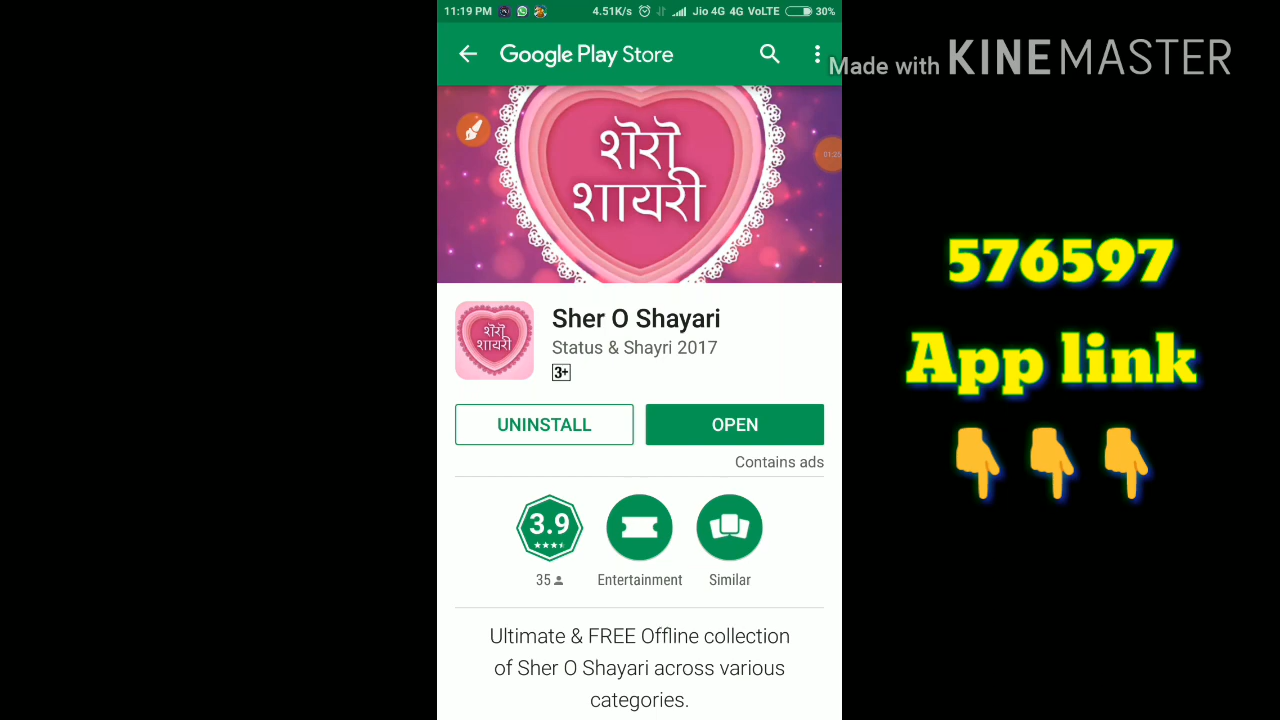 11:19 PM
4.51K/s
Jio 4G 4G VoLTE
30%
Google Play Store
Made with KINEMASTER
शेरो
शायरी
01:25
शेरो
शायरी
Sher O Shayari
Status & Shayri 2017
3+
UNINSTALL
OPEN
Contains ads
3.9
35
Entertainment
Similar
Ultimate & FREE Offline collection
of Sher O Shayari across various
categories.
576597
App link